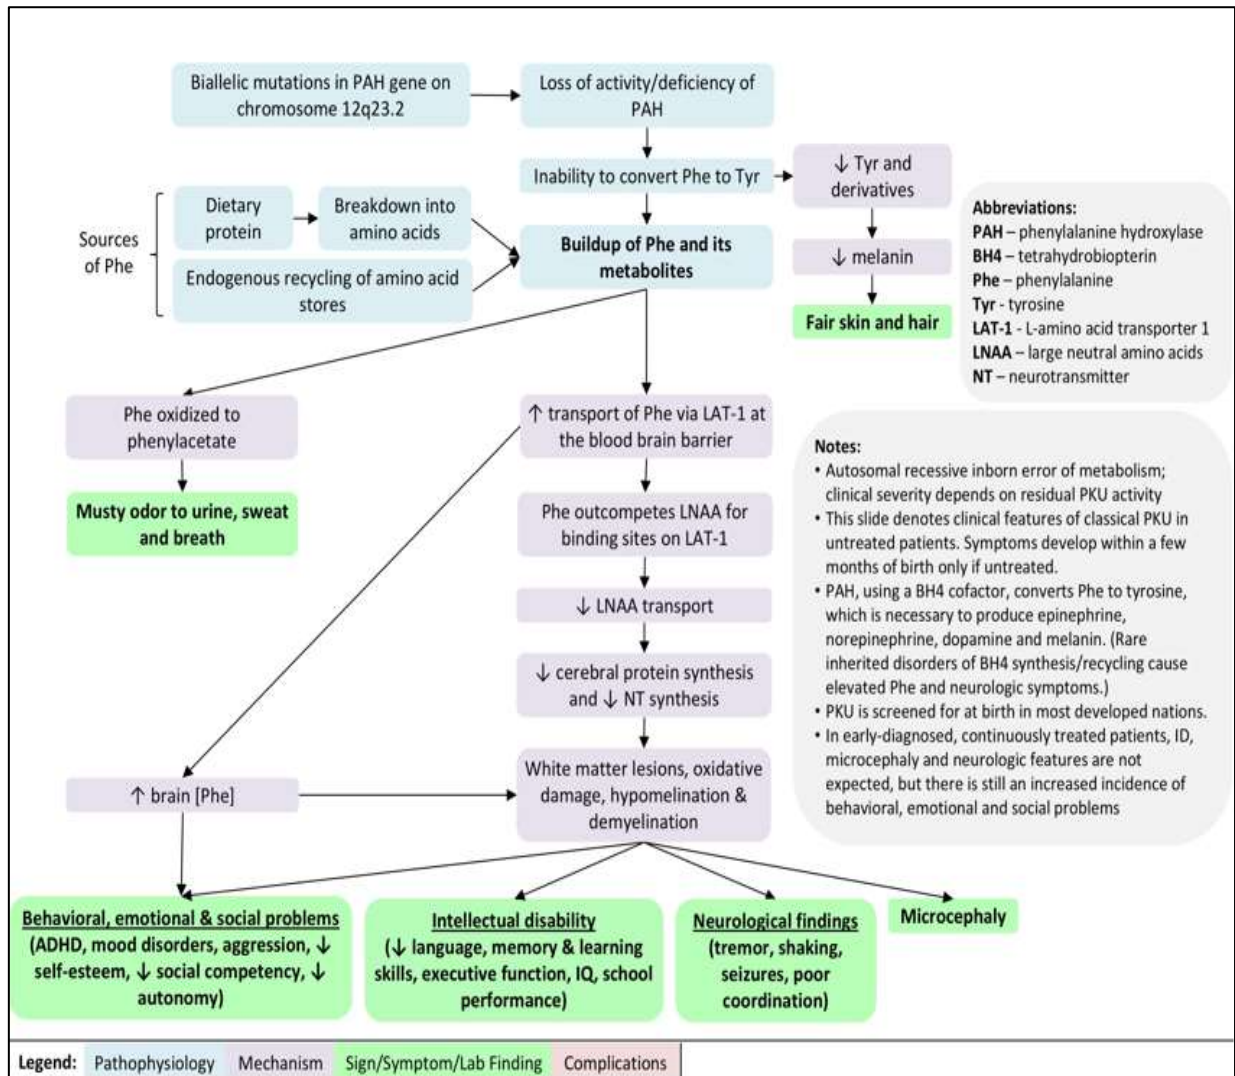 Biallelic mutations in PAH gene on
chromosome 12q23.2
Loss of activity/deficiency of
PAH
Inability to convert Phe to Tyr
↓ Tyr and
derivatives
Sources
of Phe
Dietary
protein
Breakdown into
amino acids
Endogenous recycling of amino acid
stores
Buildup of Phe and its
metabolites
↓ melanin
Fair skin and hair
Abbreviations:
PAH – phenylalanine hydroxylase
BH4 – tetrahydrobiopterin
Phe – phenylalanine
Tyr - tyrosine
LAT-1 - L-amino acid transporter 1
LNAA – large neutral amino acids
NT – neurotransmitter
Phe oxidized to
phenylacetate
Musty odor to urine, sweat
and breath
↑ transport of Phe via LAT-1 at
the blood brain barrier
Phe outcompetes LNAA for
binding sites on LAT-1
↓ LNAA transport
↓ cerebral protein synthesis
and ↓ NT synthesis
White matter lesions, oxidative
damage, hypomelination &
demyelination
↑ brain [Phe]
Notes:
• Autosomal recessive inborn error of metabolism;
clinical severity depends on residual PKU activity
• This slide denotes clinical features of classical PKU in
untreated patients. Symptoms develop within a few
months of birth only if untreated.
• PAH, using a BH4 cofactor, converts Phe to tyrosine,
which is necessary to produce epinephrine,
norepinephrine, dopamine and melanin. (Rare
inherited disorders of BH4 synthesis/recycling cause
elevated Phe and neurologic symptoms.)
• PKU is screened for at birth in most developed nations.
• In early-diagnosed, continuously treated patients, ID,
microcephaly and neurologic features are not
expected, but there is still an increased incidence of
behavioral, emotional and social problems
Behavioral, emotional & social problems
(ADHD, mood disorders, aggression, ↓
self-esteem, ↓ social competency, ↓
autonomy)
Intellectual disability
(↓ language, memory & learning
skills, executive function, IQ, school
performance)
Neurological findings
(tremor, shaking,
seizures, poor
coordination)
Microcephaly
Legend: Pathophysiology Mechanism Sign/Symptom/Lab Finding Complications